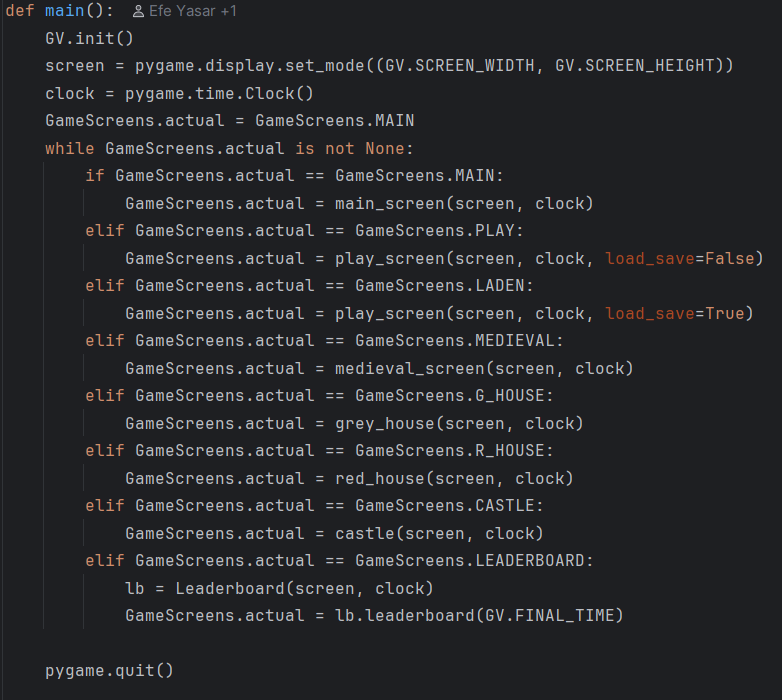 def main():  Efe Yasar +1
    GV.init()
    screen = pygame.display.set_mode((GV.SCREEN_WIDTH, GV.SCREEN_HEIGHT))
    clock = pygame.time.Clock()
    GameScreens.actual = GameScreens.MAIN
    while GameScreens.actual is not None:
        if GameScreens.actual == GameScreens.MAIN:
            GameScreens.actual = main_screen(screen, clock)
        elif GameScreens.actual == GameScreens.PLAY:
            GameScreens.actual = play_screen(screen, clock, load_save=False)
        elif GameScreens.actual == GameScreens.LADEN:
            GameScreens.actual = play_screen(screen, clock, load_save=True)
        elif GameScreens.actual == GameScreens.MEDIEVAL:
            GameScreens.actual = medieval_screen(screen, clock)
        elif GameScreens.actual == GameScreens.G_HOUSE:
            GameScreens.actual = grey_house(screen, clock)
        elif GameScreens.actual == GameScreens.R_HOUSE:
            GameScreens.actual = red_house(screen, clock)
        elif GameScreens.actual == GameScreens.CASTLE:
            GameScreens.actual = castle(screen, clock)
        elif GameScreens.actual == GameScreens.LEADERBOARD:
            lb = Leaderboard(screen, clock)
            GameScreens.actual = lb.leaderboard(GV.FINAL_TIME)

    pygame.quit()